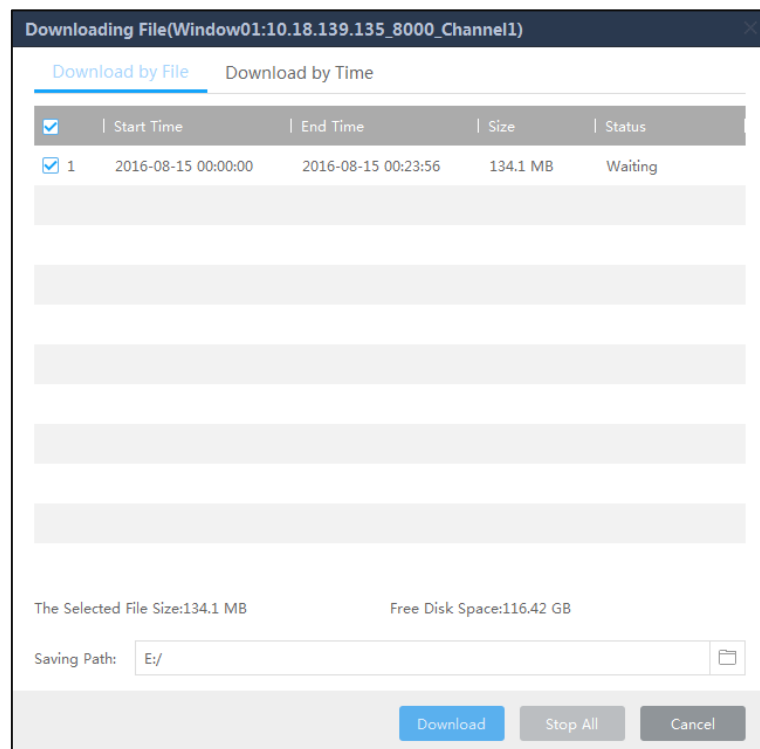 Downloading File(Window01:10.18.139.135_8000_Channel1)
Download by File Download by Time
Start Time End Time Size Status
1 2016-08-15 00:00:00 2016-08-15 00:23:56 134.1 MB Waiting
The Selected File Size:134.1 MB Free Disk Space:116.42 GB
Saving Path: E:/
Download Stop All Cancel